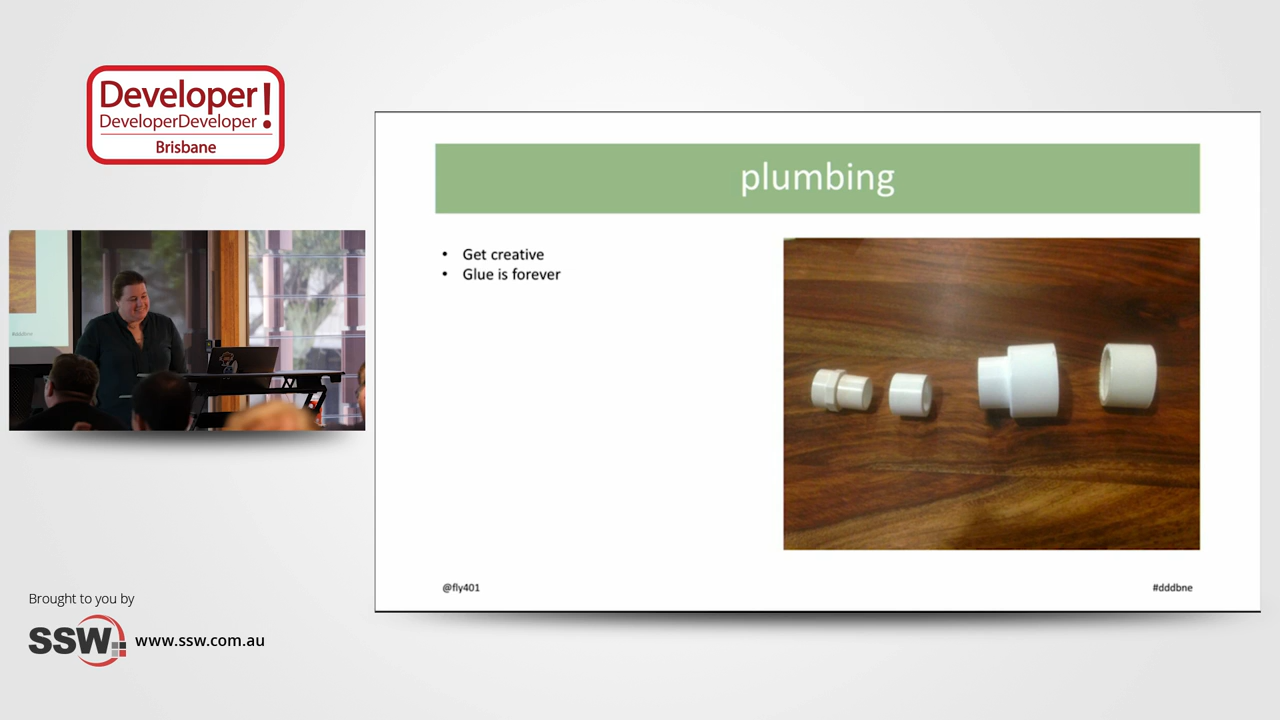 Developer!
DeveloperDeveloper
Brisbane
plumbing
• Get creative
• Glue is forever
@fly401
#dddbne
#dddbne
Brought to you by
SSW
www.ssw.com.au